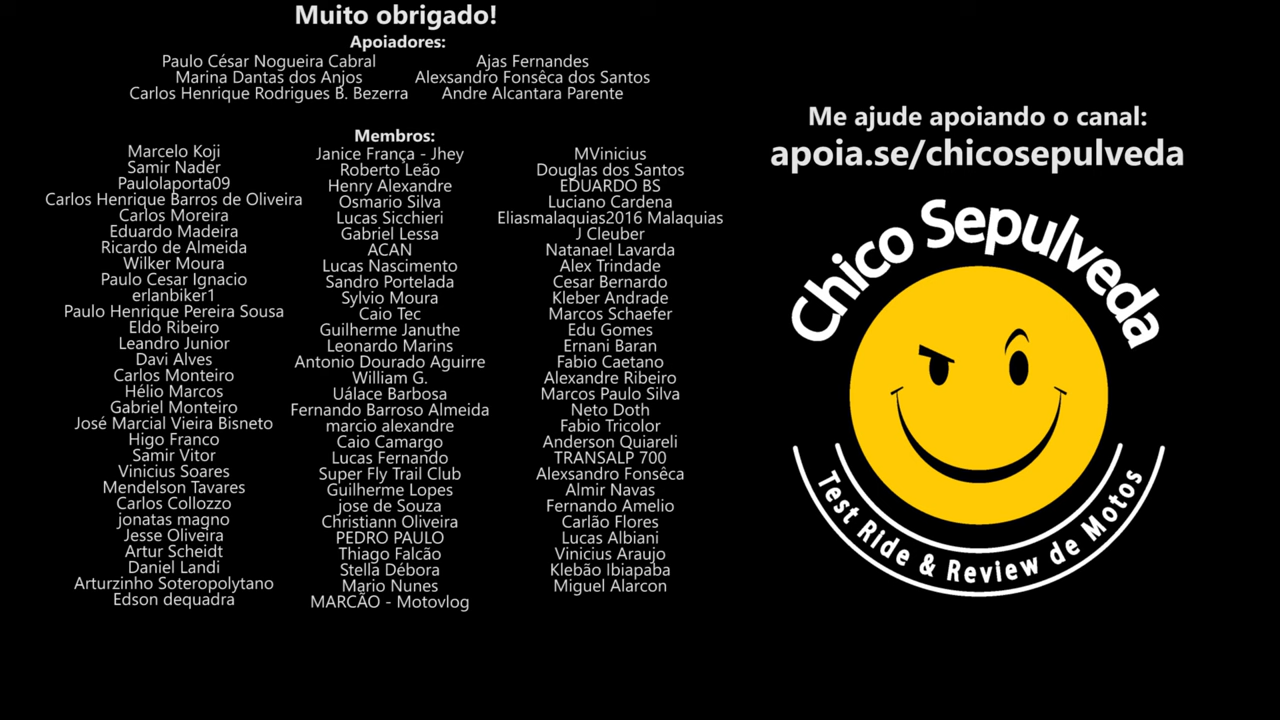 Muito obrigado!
Apoiadores:
Paulo César Nogueira Cabral
Marina Dantas dos Anjos
Carlos Henrique Rodrigues B. Bezerra
Ajas Fernandes
Alexsandro Fonsêca dos Santos
Andre Alcantara Parente
Membros:
Marcelo Koji
Samir Nader
Paulolaporta09
Carlos Henrique Barros de Oliveira
Carlos Moreira
Eduardo Madeira
Ricardo de Almeida
Wilker Moura
Paulo Cesar Ignacio
erlanbiker1
Paulo Henrique Pereira Sousa
Eldo Ribeiro
Leandro Junior
Davi Alves
Carlos Monteiro
Hélio Marcos
Gabriel Monteiro
José Marcial Vieira Bisneto
Higo Franco
Samir Vitor
Vinicius Soares
Mendelson Tavares
Carlos Collozzo
jonatas magno
Jesse Oliveira
Artur Scheidt
Daniel Landi
Arturzinho Soteropolytano
Edson dequadra
Janice França - Jhey
Roberto Leão
Henry Alexandre
Osmario Silva
Lucas Sicchieri
Gabriel Lessa
ACAN
Lucas Nascimento
Sandro Portelada
Sylvio Moura
Caio Tec
Guilherme Januthe
Leonardo Marins
Antonio Dourado Aguirre
William G.
Uálace Barbosa
Fernando Barroso Almeida
marcio alexandre
Caio Camargo
Lucas Fernando
Super Fly Trail Club
Guilherme Lopes
jose de Souza
Christiann Oliveira
PEDRO PAULO
Thiago Falcão
Stella Débora
Mario Nunes
MARCÃO - Motovlog
MVinicius
Douglas dos Santos
EDUARDO BS
Luciano Cardena
Eliasmalaquias2016 Malaquias
J Cleuber
Natanael Lavarda
Alex Trindade
Cesar Bernardo
Kleber Andrade
Marcos Schaefer
Edu Gomes
Ernani Baran
Fabio Caetano
Alexandre Ribeiro
Marcos Paulo Silva
Neto Doth
Fabio Tricolor
Anderson Quiareli
TRANSALP 700
Alexsandro Fonsêca
Almir Navas
Fernando Amelio
Carlão Flores
Lucas Albiani
Vinicius Araujo
Klebão Ibiapaba
Miguel Alarcon
Me ajude apoiando o canal:
apoia.se/chicosepulveda
Chico Sepulveda
Test Ride & Review de Motos